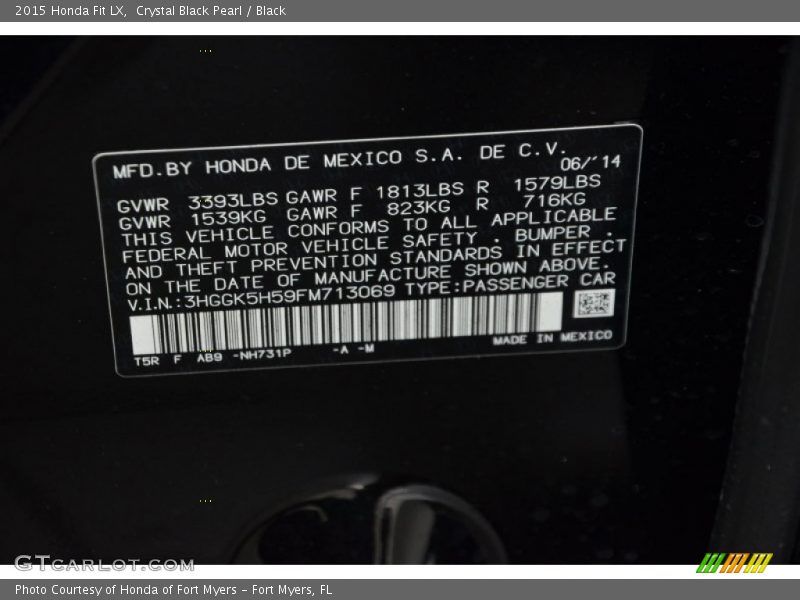 2015 Honda Fit LX,  Crystal Black Pearl / Black
MFD.BY HONDA DE MEXICO S.A. DE C.V.
06/'14
GVWR 3393LBS GAWR F 1813LBS R 1579LBS
GVWR 1539KG GAWR F 823KG R 716KG
THIS VEHICLE CONFORMS TO ALL APPLICABLE
FEDERAL MOTOR VEHICLE SAFETY , BUMPER ,
AND THEFT PREVENTION STANDARDS IN EFFECT
ON THE DATE OF MANUFACTURE SHOWN ABOVE.
V.I.N.:3HGGK5H59FM713069 TYPE:PASSENGER CAR
T5R F AB9 -NH731P -A -M
MADE IN MEXICO
GTCARLOT.COM
Photo Courtesy of Honda of Fort Myers – Fort Myers, FL